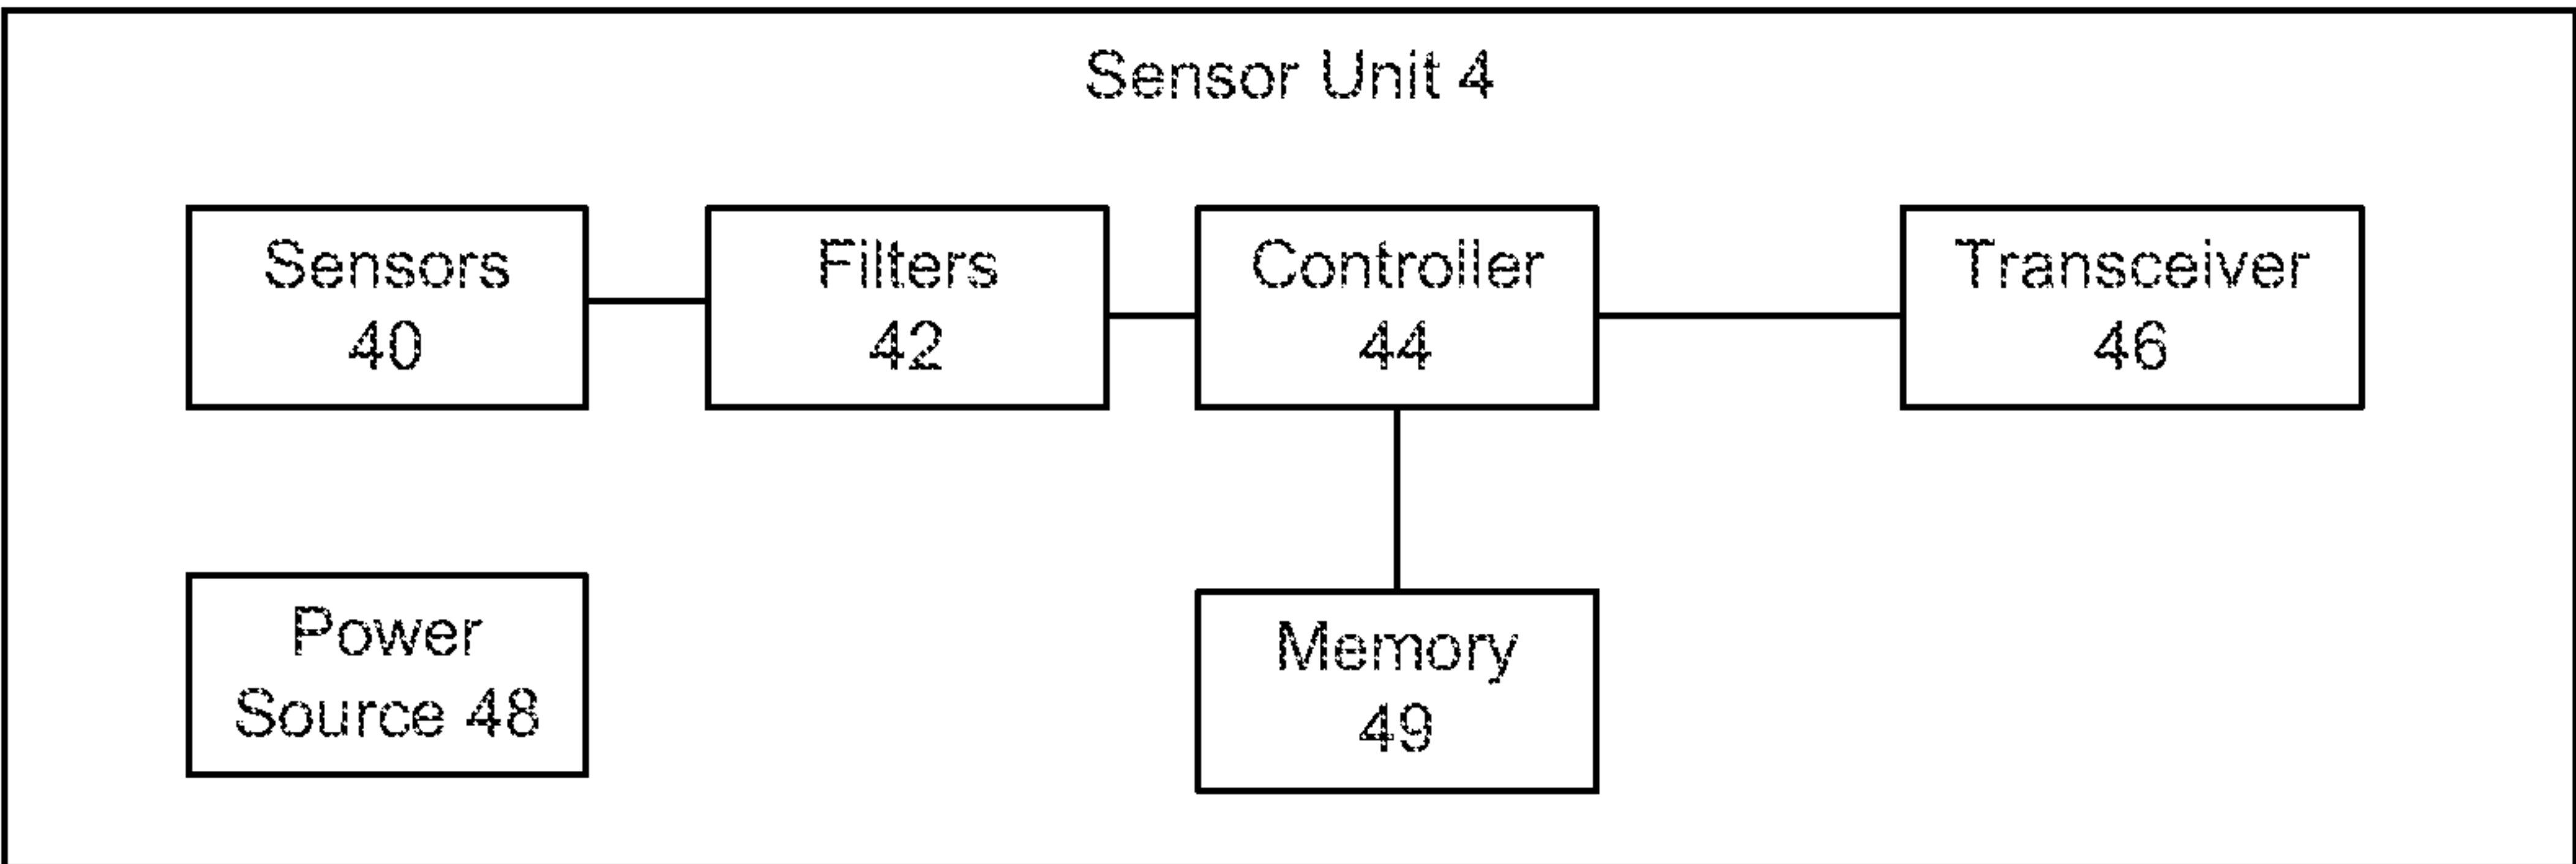 Sensor Unit 4
Sensors
40
Filters
42
Controller
44
Transceiver
46
Power
Source 48
Memory
49